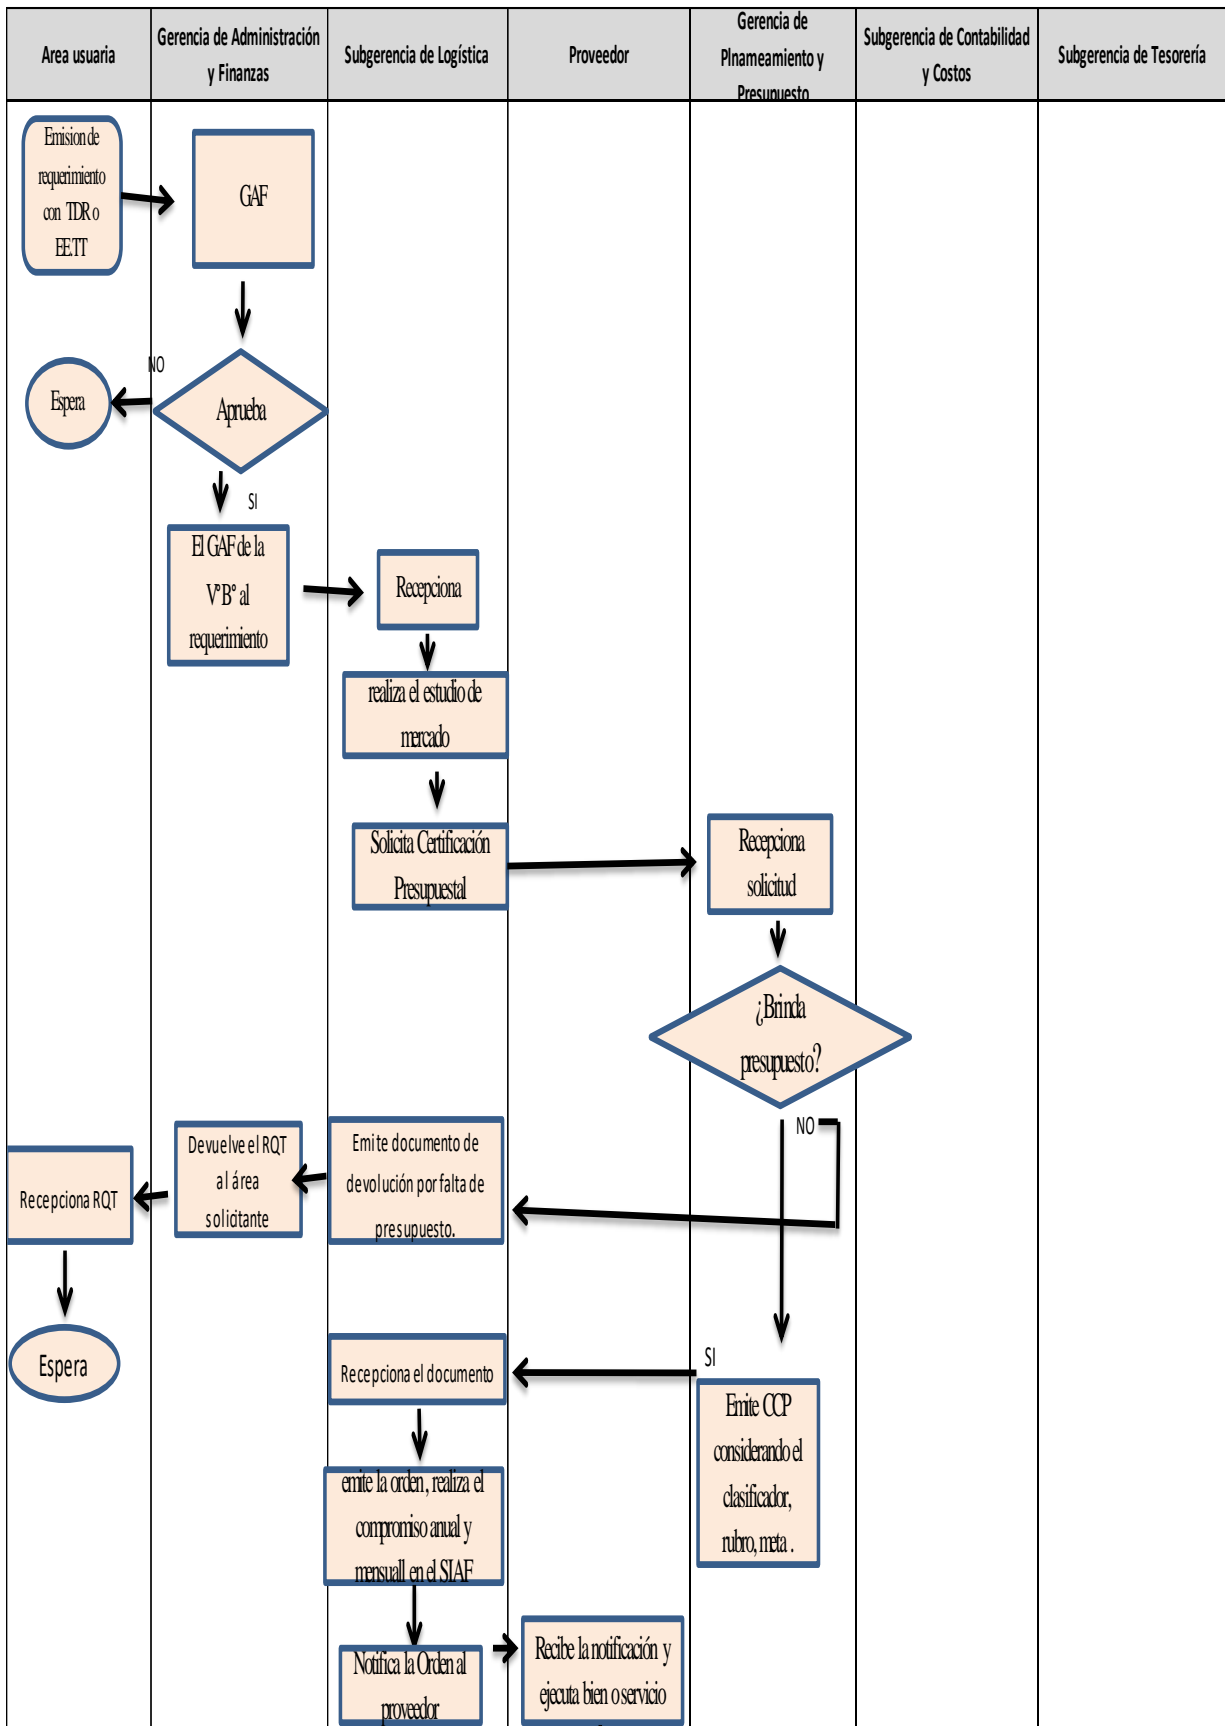 Area usuaria
Gerencia de Administración
y Finanzas
Subgerencia de Logística
Proveedor
Gerencia de
Plnameamiento y
Presupuesto
Subgerencia de Contabilidad
y Costos
Subgerencia de Tesorería
Emision de
requerimiento
con TDR o
EE.TT
GAF
NO
Espera
Aprueba
SI
El GAF de la
V°B° al
requerimiento
Recepciona
realiza el estudio de
mercado
Solicita Certificación
Presupuestal
Recepciona
solicitud
¿Brinda
presupuesto?
NO
Emite documento de
devolución por falta de
presupuesto.
Devuelve el RQT
al área
solicitante
Recepciona RQT
Espera
SI
Recepciona el documento
Emite CCP
considerando el
clasificador,
rubro, meta .
emite la orden, realiza el
compromiso anual y
mensuall en el SIAF
Notifica la Orden al
proveedor
Recibe la notificación y
ejecuta bien o servicio